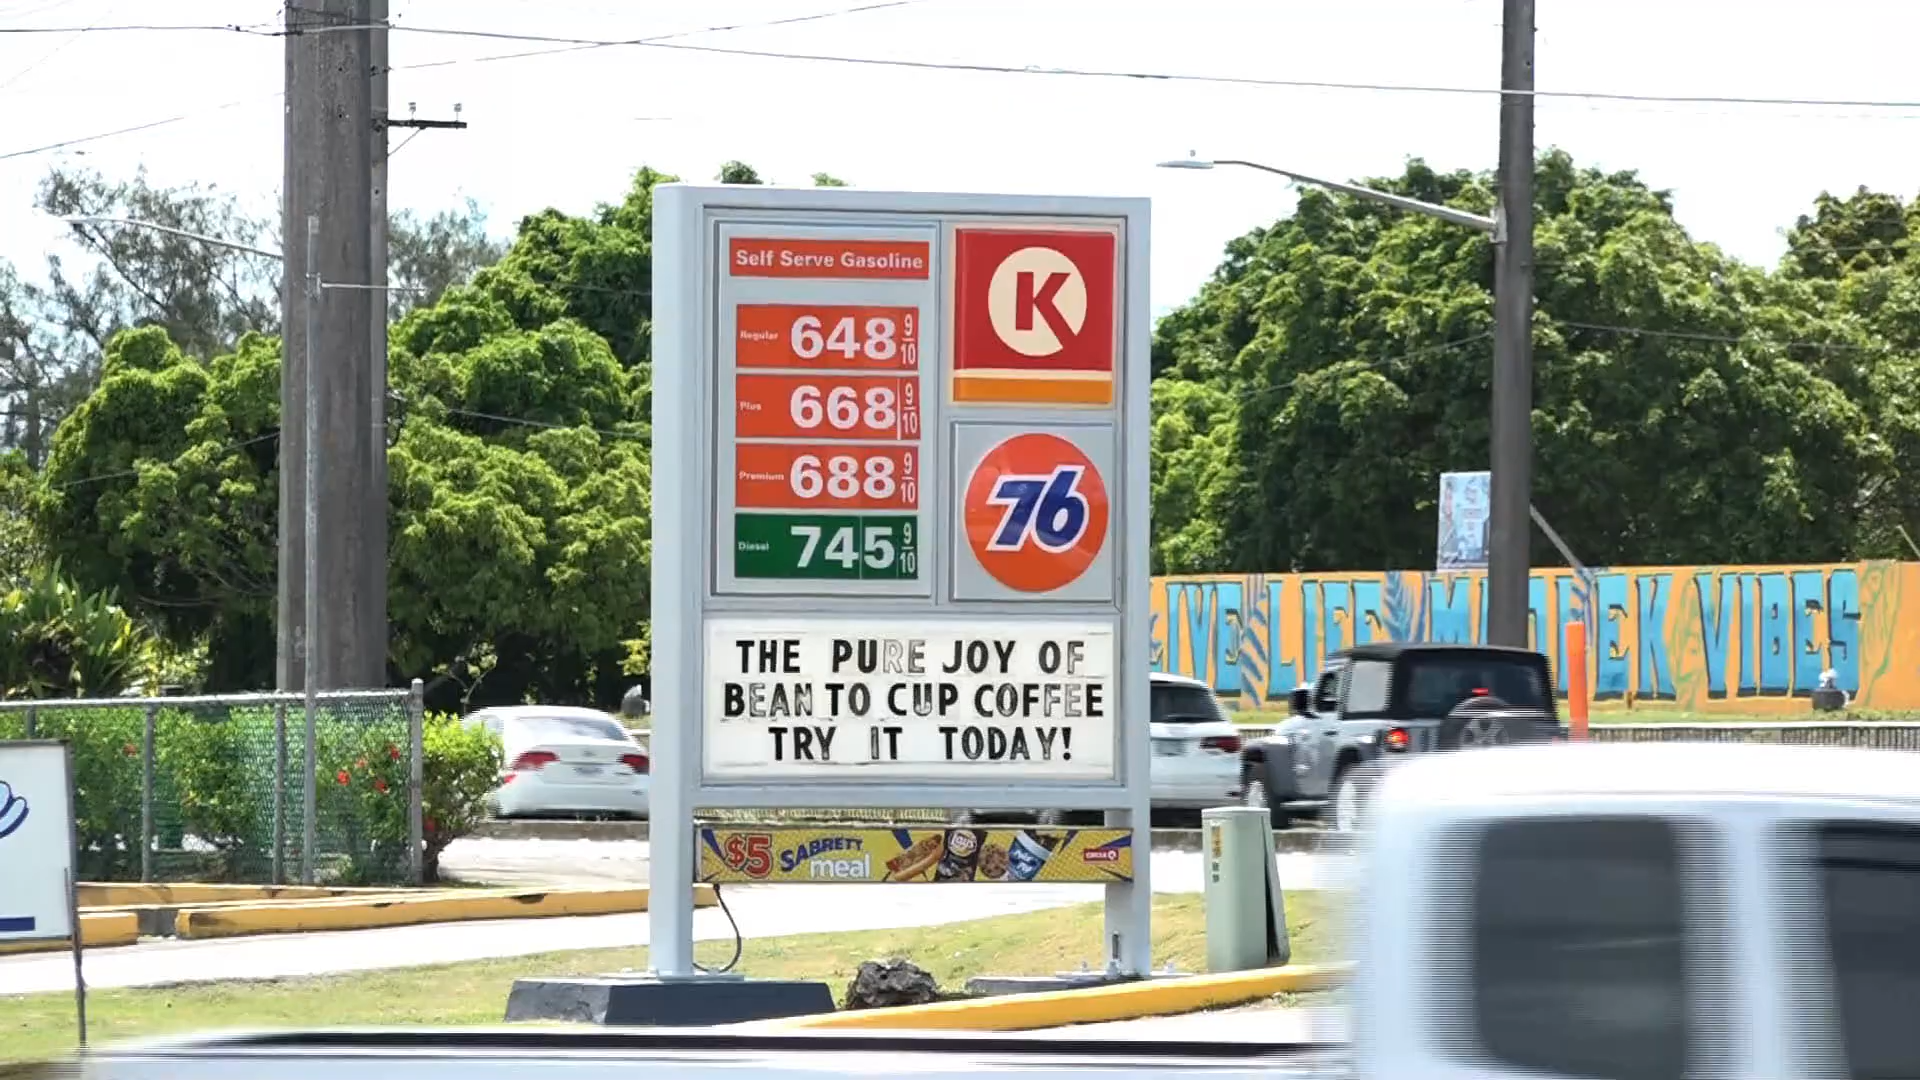 Self Serve Gasoline
Regular 648 9/10
Plus 668 9/10
Premium 688 9/10
Diesel 745 9/10
K
76
THE PURE JOY OF
BEAN TO CUP COFFEE
TRY IT TODAY!
$5 SABRETT meal
Lay's
CIRCLE K
LIVE LIFE VIBES